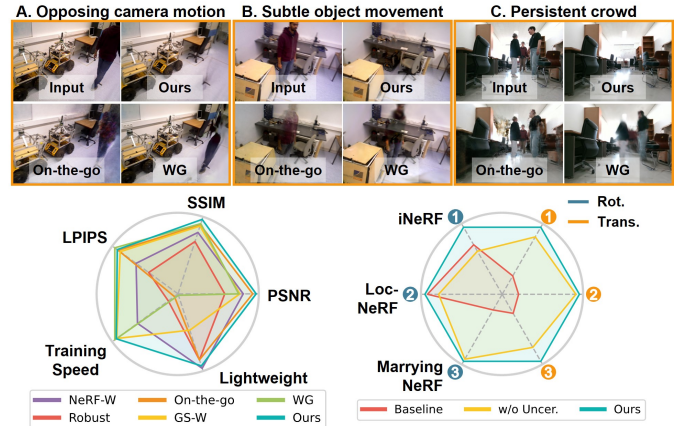 A. Opposing camera motion
B. Subtle object movement
C. Persistent crowd
Input
Ours
Input
Ours
Input
Ours
On-the-go
WG
On-the-go
WG
On-the-go
WG
SSIM
LPIPS
PSNR
Training
Speed
Lightweight
NeRF-W
On-the-go
WG
Robust
GS-W
Ours
Rot.
Trans.
iNeRF
1
1
Loc-
NeRF
2
2
Marrying
NeRF
3
3
Baseline
w/o Uncer.
Ours